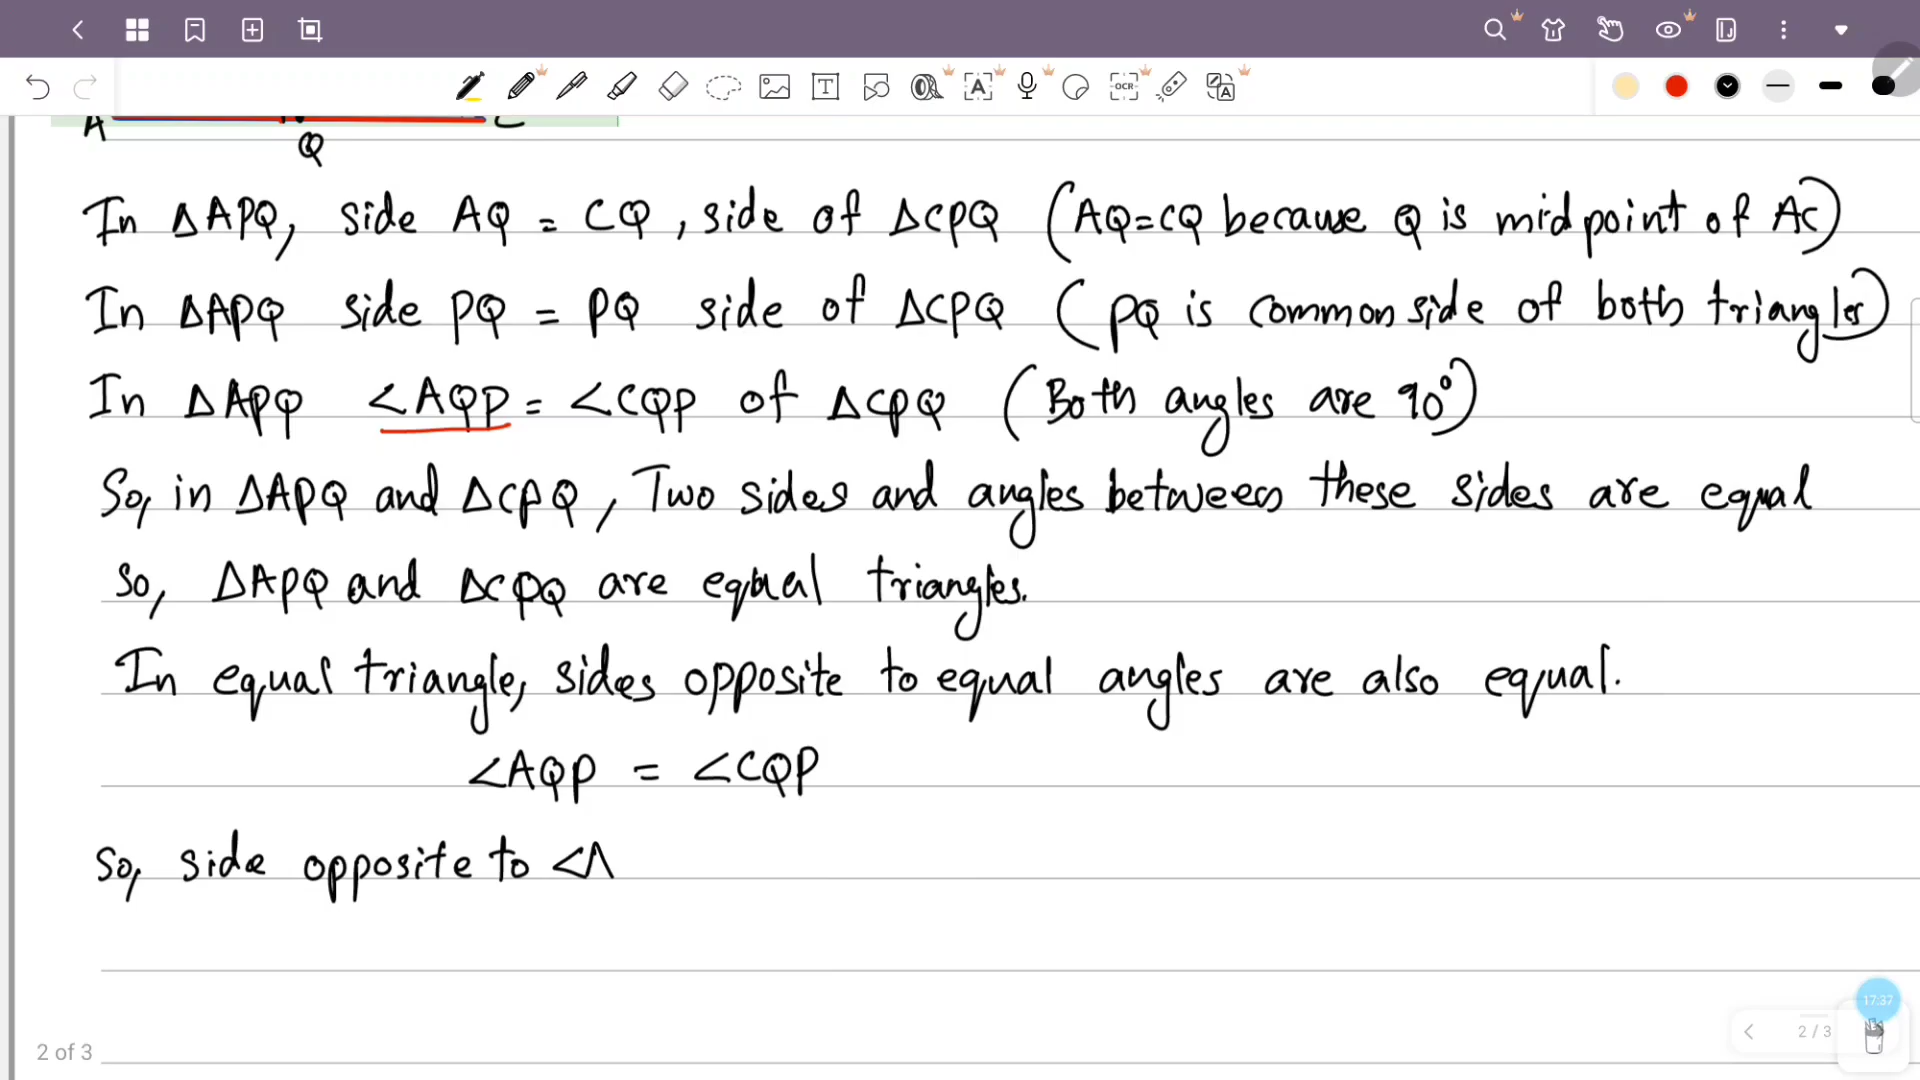 A C
Q
In ΔAPQ, side AQ = CQ, side of ΔCPQ (AQ=CQ because Q is midpoint of AC)
In ΔAPQ side PQ = PQ side of ΔCPQ (PQ is common side of both triangles)
In ΔAPQ <AQP = <CQP of ΔCPQ (Both angles are 90°)
So, in ΔAPQ and ΔCPQ, Two sides and angles between these sides are equal
So, ΔAPQ and ΔCPQ are equal triangles.
In equal triangle, sides opposite to equal angles are also equal.
<AQP = <CQP
So, side opposite to <A
17:37
2 of 3
2 / 3